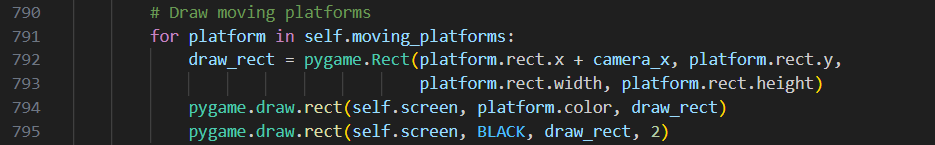 790 # Draw moving platforms
791 for platform in self.moving_platforms:
792 draw_rect = pygame.Rect(platform.rect.x + camera_x, platform.rect.y,
793 platform.rect.width, platform.rect.height)
794 pygame.draw.rect(self.screen, platform.color, draw_rect)
795 pygame.draw.rect(self.screen, BLACK, draw_rect, 2)